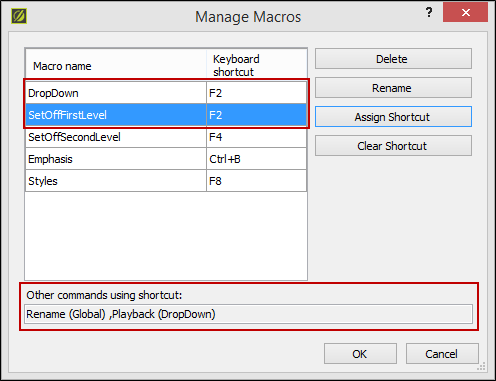 Manage Macros
?
Macro name Keyboard shortcut
DropDown F2
SetOffFirstLevel F2
SetOffSecondLevel F4
Emphasis Ctrl+B
Styles F8
Delete
Rename
Assign Shortcut
Clear Shortcut
Other commands using shortcut:
Rename (Global) ,Playback (DropDown)
OK Cancel